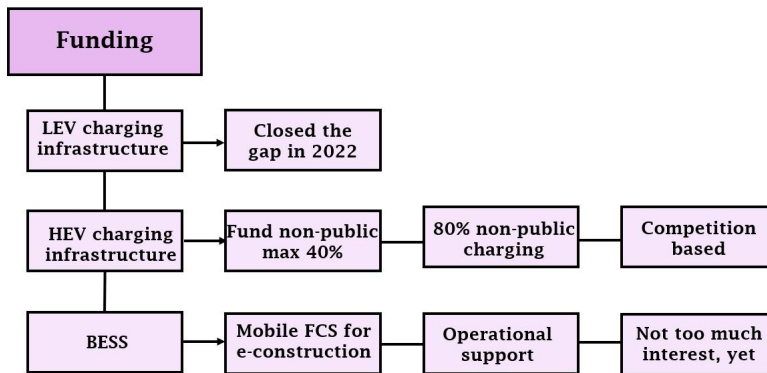 Funding
LEV charging
infrastructure
Closed the
gap in 2022
HEV charging
infrastructure
Fund non-public
max 40%
80% non-public
charging
Competition
based
BESS
Mobile FCS for
e-construction
Operational
support
Not too much
interest, yet